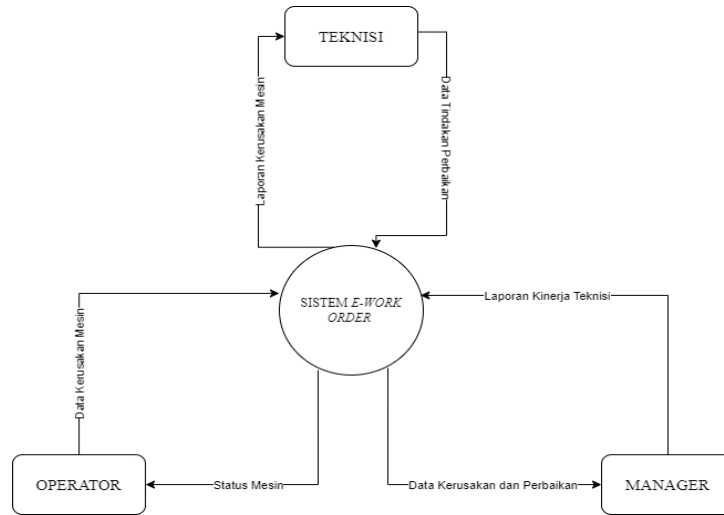 TEKNISI
Laporan Kerusakan Mesin
Data Tindakan Perbaikan
SISTEM E-WORK
ORDER
Data Kerusakan Mesin
Laporan Kinerja Teknisi
OPERATOR
Status Mesin
Data Kerusakan dan Perbaikan
MANAGER